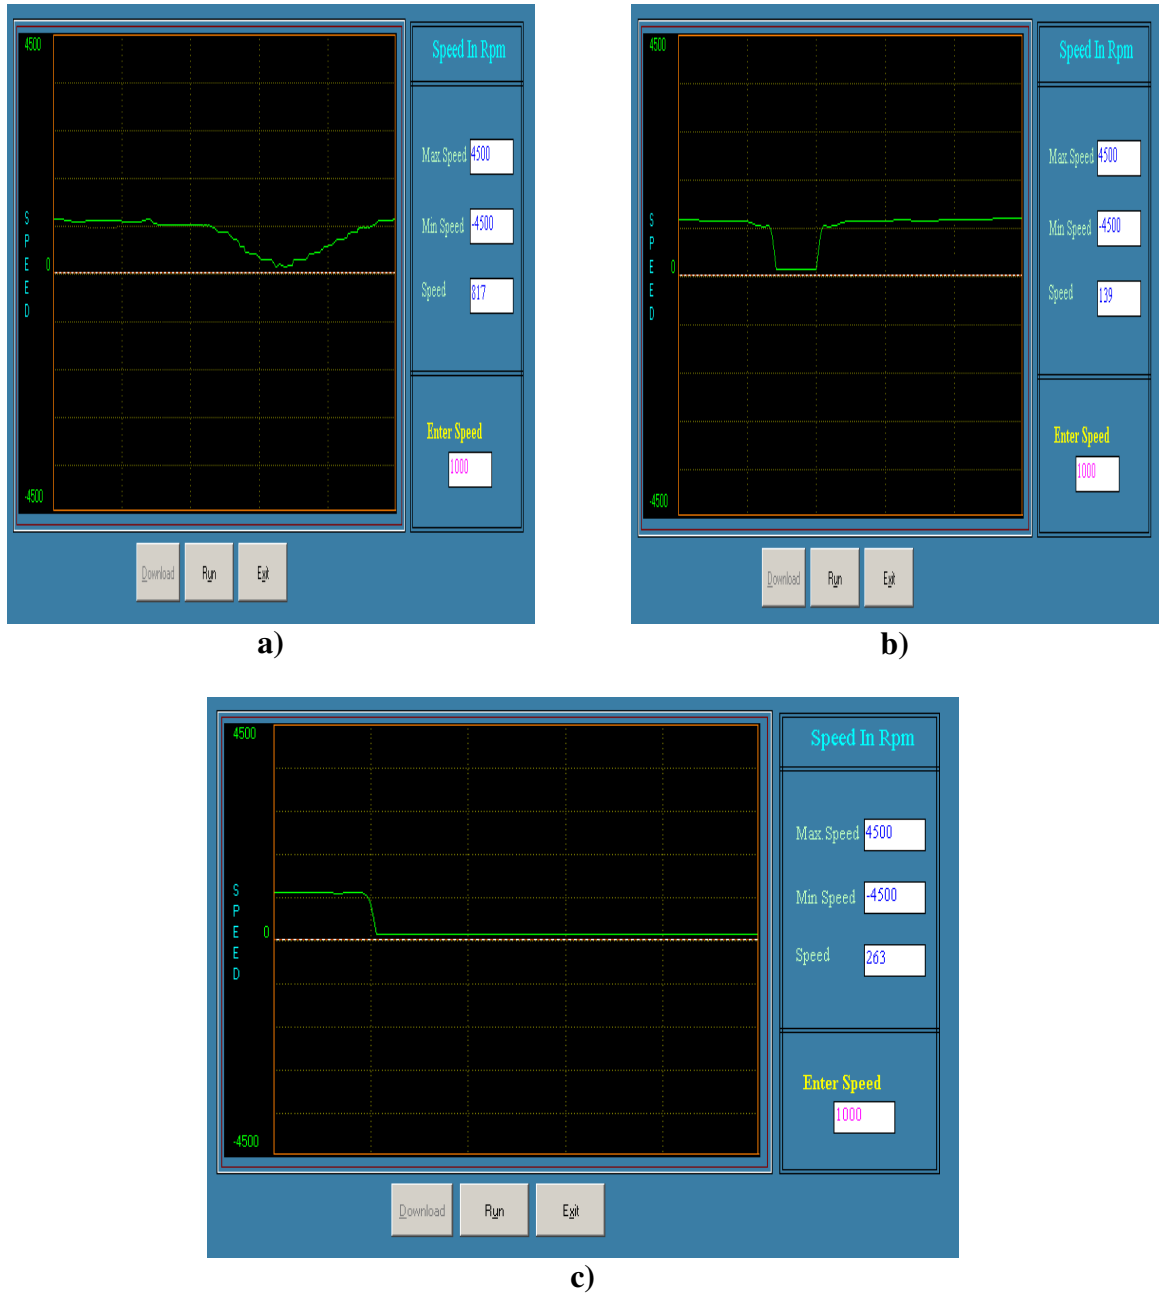 4500
SPEED
0
-4500
Speed In Rpm
Max.Speed 4500
Min Speed -4500
Speed 817
Enter Speed
1000
Download Run Exit
a)
4500
SPEED
0
-4500
Speed In Rpm
Max.Speed 4500
Min Speed -4500
Speed 139
Enter Speed
1000
Download Run Exit
b)
4500
SPEED
0
-4500
Speed In Rpm
Max.Speed 4500
Min Speed -4500
Speed 263
Enter Speed
1000
Download Run Exit
c)